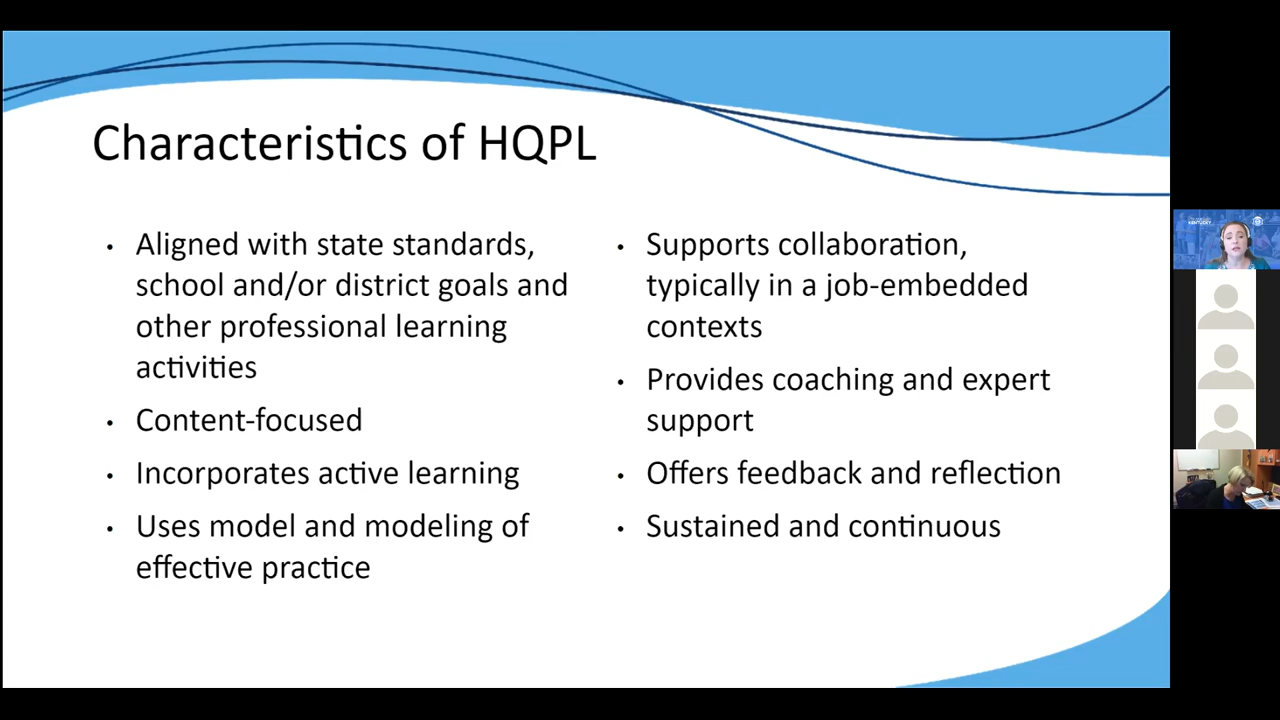 Characteristics of HQPL
• Aligned with state standards,
school and/or district goals and
other professional learning
activities
• Content-focused
• Incorporates active learning
• Uses model and modeling of
effective practice
• Supports collaboration,
typically in a job-embedded
contexts
• Provides coaching and expert
support
• Offers feedback and reflection
• Sustained and continuous
KENTUCKY